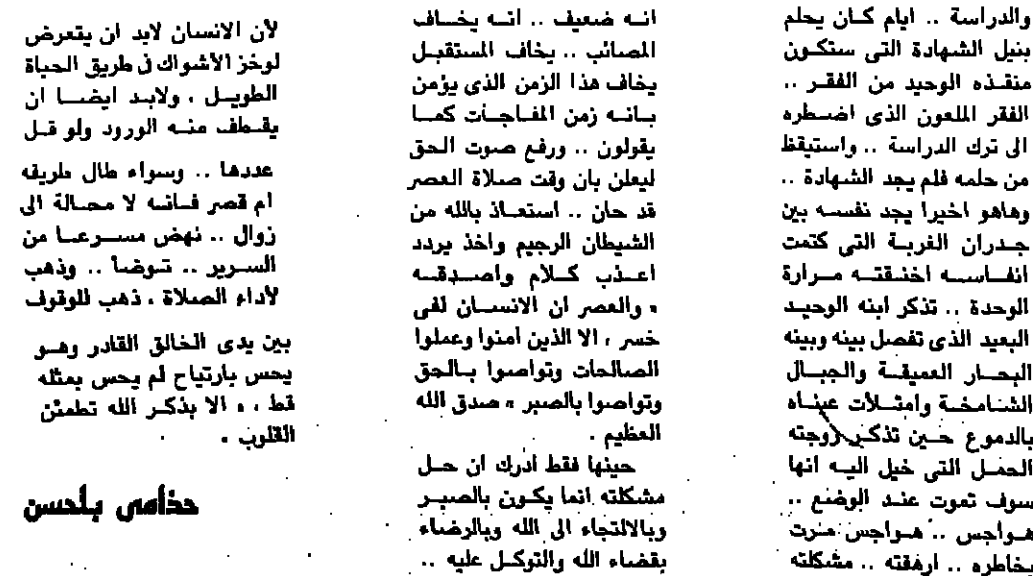 والدراسة .. ايام كان يحلم
بنيل الشهادة التى ستكون
منقذه الوحيد من الفقر ..
الفقر الملعون الذى اضطره
الى ترك الدراسة .. واستيقظ
من حلمه فلم يجد الشهادة ..
وهاهو اخيرا يجد نفسه بين
جدران الغربة التى كتمت
انفاسه اخنقته مرارة
الوحدة .. تذكر ابنه الوحيد
البعيد الذى تفصل بينه وبينه
البحار العميقة والجبال
الشامخة وامتلأت عيناه
بالدموع حين تذكر زوجته
الحمل التى خيل اليه انها
سوف تموت عند الوضع ..
هواجس .. هواجس مرت
بخاطره .. ارهقته .. مشكلته
انه ضعيف .. انه يخاف
المصائب .. يخاف المستقبل
يخاف هذا الزمن الذى يؤمن
بانه زمن المفاجآت كما
يقولون .. ورفع صوت الحق
ليعلن بان وقت صلاة العصر
قد حان .. استعاذ بالله من
الشيطان الرجيم واخذ يردد
اعذب كلام واصدقه
« والعصر ان الانسان لفى
خسر ، الا الذين امنوا وعملوا
الصالحات وتواصوا بالحق
وتواصوا بالصبر » صدق الله
العظيم .
حينها فقط أدرك ان حل
مشكلته انما يكون بالصبر
وبالالتجاء الى الله وبالرضاء
بقضاء الله والتوكل عليه ..
لأن الانسان لابد ان يتعرض
لوخز الأشواك فى طريق الحياة
الطويل . ولابد ايضا ان
يقطف منه الورود ولو قل
عددها .. وسواء طال طريقه
ام قصر فانه لا محالة الى
زوال .. نهض مسرعا من
السرير .. توضأ .. وذهب
لأداء الصلاة . ذهب للوقوف
بين يدى الخالق القادر وهو
يحس بارتياح لم يحس بمثله
قط . « الا بذكر الله تطمئن
القلوب »
حذامى بلحسن